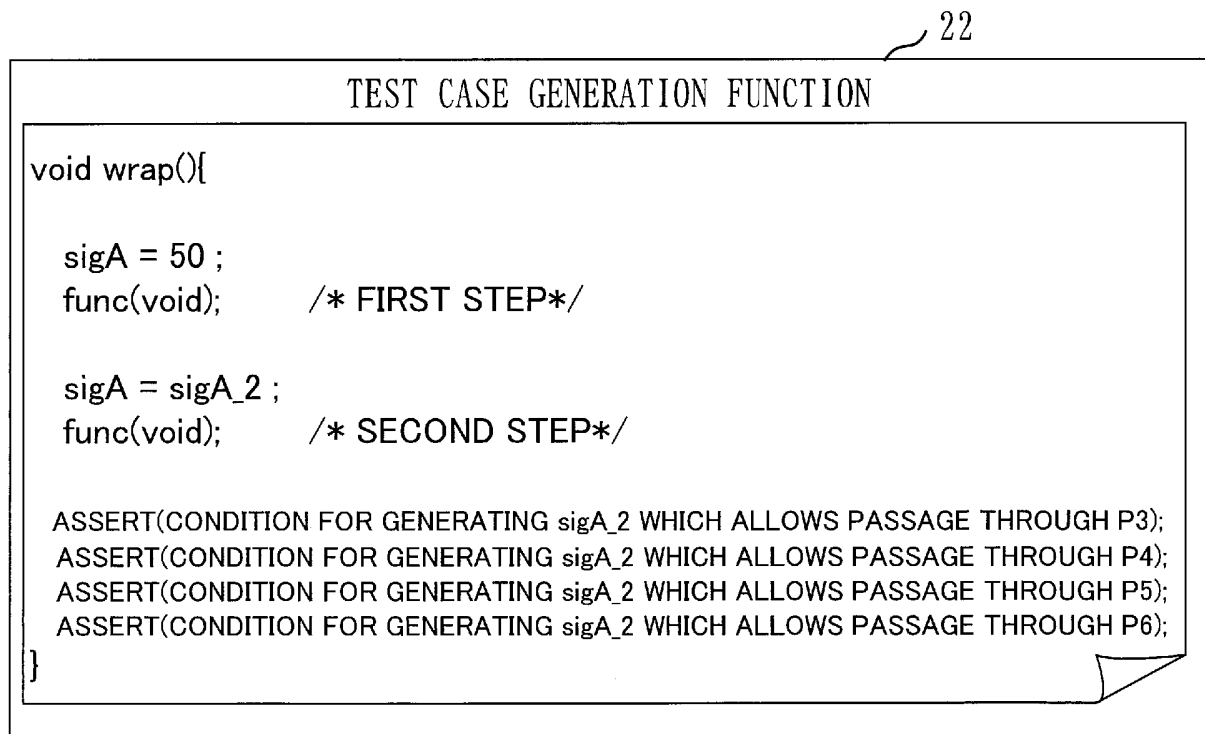 22
TEST CASE GENERATION FUNCTION
void wrap(){
sigA = 50 ;
func(void); /* FIRST STEP*/
sigA = sigA_2 ;
func(void); /* SECOND STEP*/
ASSERT(CONDITION FOR GENERATING sigA_2 WHICH ALLOWS PASSAGE THROUGH P3);
ASSERT(CONDITION FOR GENERATING sigA_2 WHICH ALLOWS PASSAGE THROUGH P4);
ASSERT(CONDITION FOR GENERATING sigA_2 WHICH ALLOWS PASSAGE THROUGH P5);
ASSERT(CONDITION FOR GENERATING sigA_2 WHICH ALLOWS PASSAGE THROUGH P6);
}